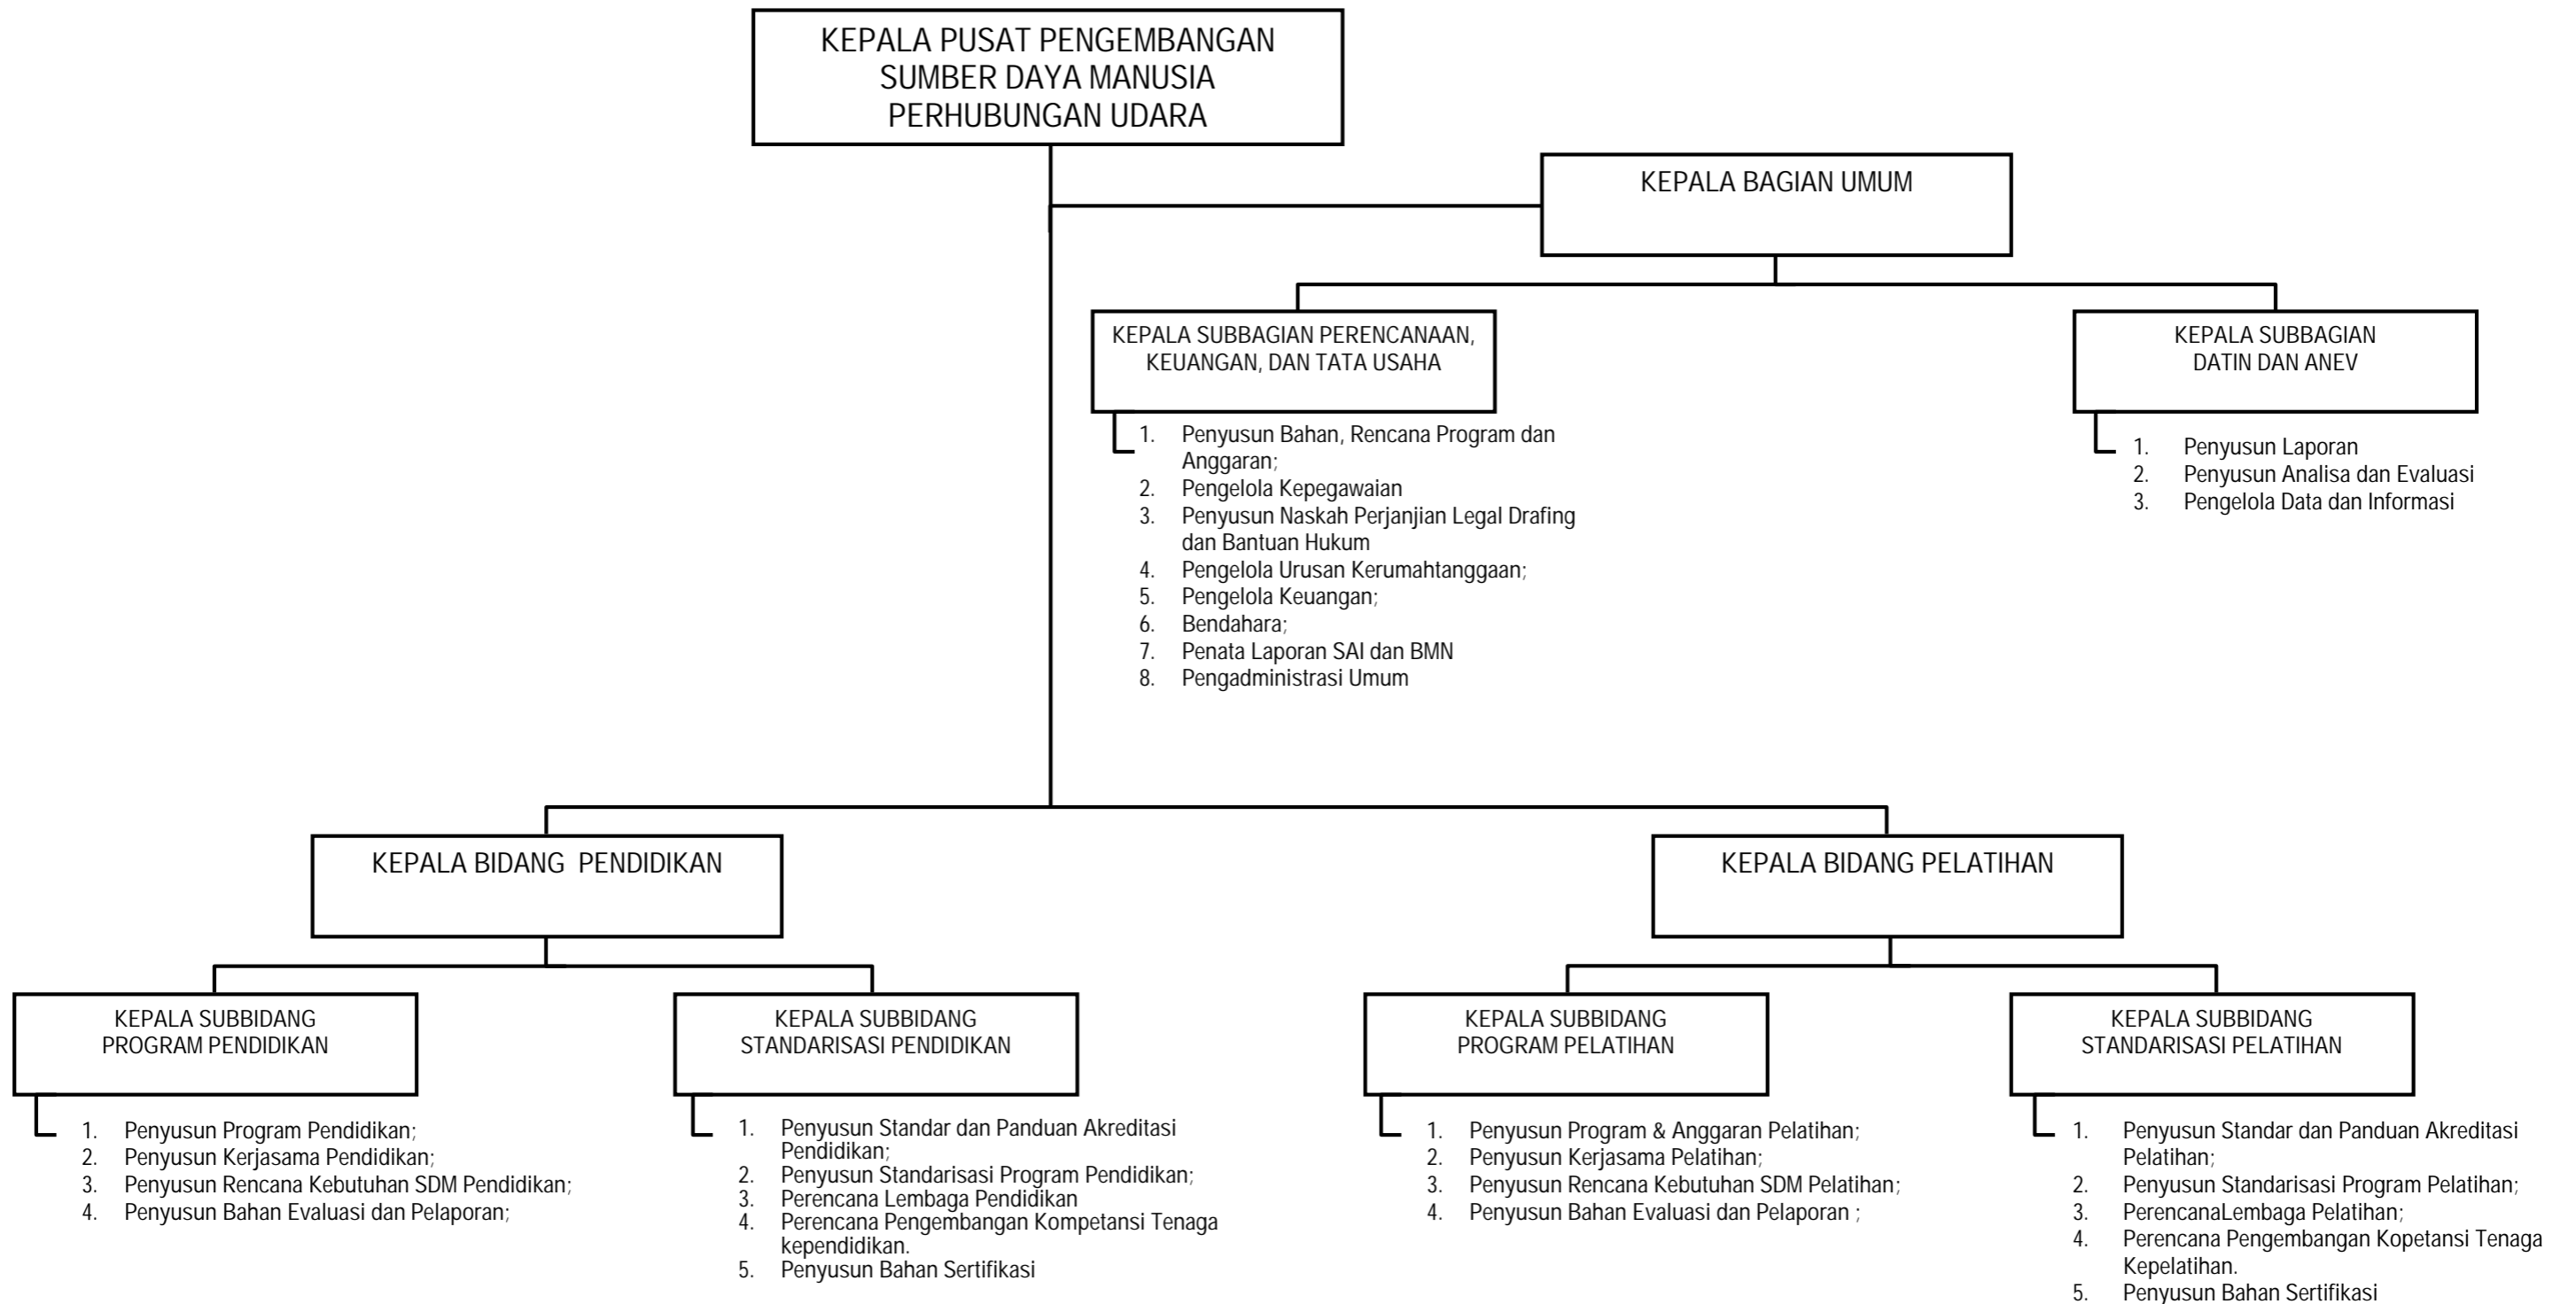 KEPALA PUSAT PENGEMBANGAN
SUMBER DAYA MANUSIA
PERHUBUNGAN UDARA
KEPALA BAGIAN UMUM
KEPALA SUBBAGIAN PERENCANAAN,
KEUANGAN, DAN TATA USAHA
1. Penyusun Bahan, Rencana Program dan
Anggaran;
2. Pengelola Kepegawaian
3. Penyusun Naskah Perjanjian Legal Drafing
dan Bantuan Hukum
4. Pengelola Urusan Kerumahtanggaan;
5. Pengelola Keuangan;
6. Bendahara;
7. Penata Laporan SAI dan BMN
8. Pengadministrasi Umum
KEPALA SUBBAGIAN
DATIN DAN ANEV
1. Penyusun Laporan
2. Penyusun Analisa dan Evaluasi
3. Pengelola Data dan Informasi
KEPALA BIDANG PENDIDIKAN
KEPALA SUBBIDANG
PROGRAM PENDIDIKAN
1. Penyusun Program Pendidikan;
2. Penyusun Kerjasama Pendidikan;
3. Penyusun Rencana Kebutuhan SDM Pendidikan;
4. Penyusun Bahan Evaluasi dan Pelaporan;
KEPALA SUBBIDANG
STANDARISASI PENDIDIKAN
1. Penyusun Standar dan Panduan Akreditasi
Pendidikan;
2. Penyusun Standarisasi Program Pendidikan;
3. Perencana Lembaga Pendidikan
4. Perencana Pengembangan Kompetansi Tenaga
kependidikan.
5. Penyusun Bahan Sertifikasi
KEPALA BIDANG PELATIHAN
KEPALA SUBBIDANG
PROGRAM PELATIHAN
1. Penyusun Program & Anggaran Pelatihan;
2. Penyusun Kerjasama Pelatihan;
3. Penyusun Rencana Kebutuhan SDM Pelatihan;
4. Penyusun Bahan Evaluasi dan Pelaporan ;
KEPALA SUBBIDANG
STANDARISASI PELATIHAN
1. Penyusun Standar dan Panduan Akreditasi
Pelatihan;
2. Penyusun Standarisasi Program Pelatihan;
3. PerencanaLembaga Pelatihan;
4. Perencana Pengembangan Kopetansi Tenaga
Kepelatihan.
5. Penyusun Bahan Sertifikasi